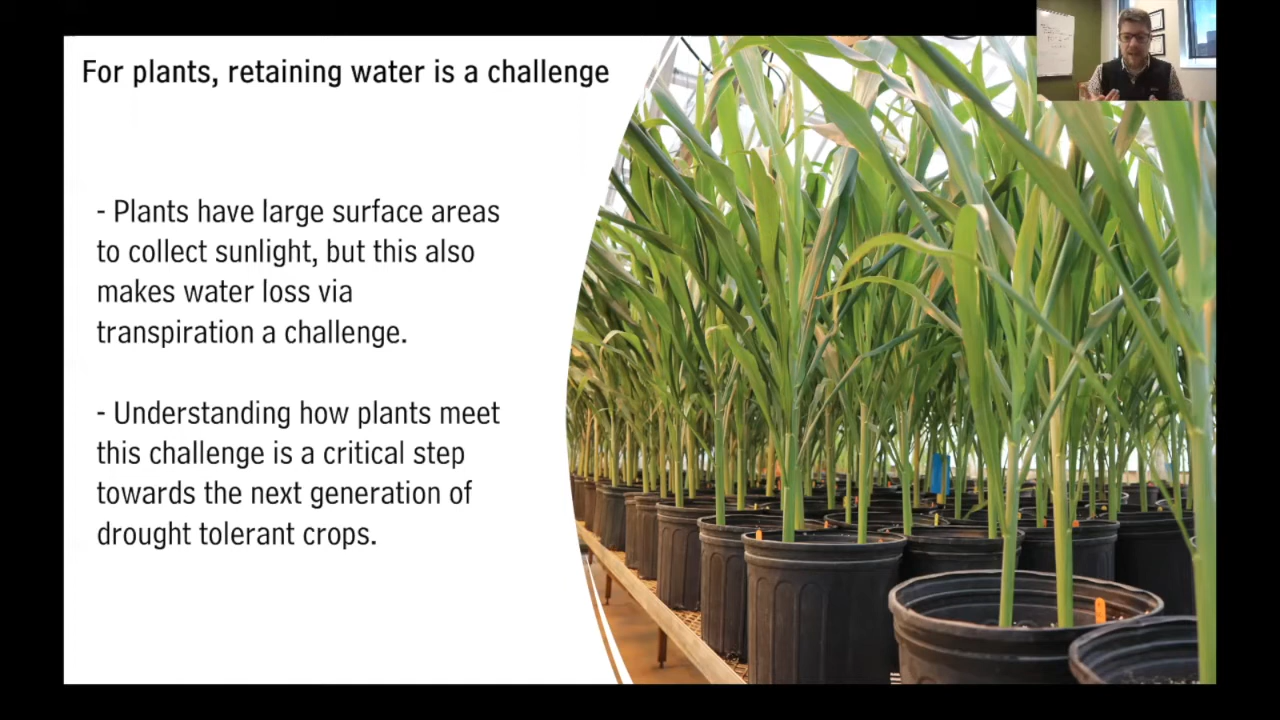 For plants, retaining water is a challenge
- Plants have large surface areas
to collect sunlight, but this also
makes water loss via
transpiration a challenge.
- Understanding how plants meet
this challenge is a critical step
towards the next generation of
drought tolerant crops.